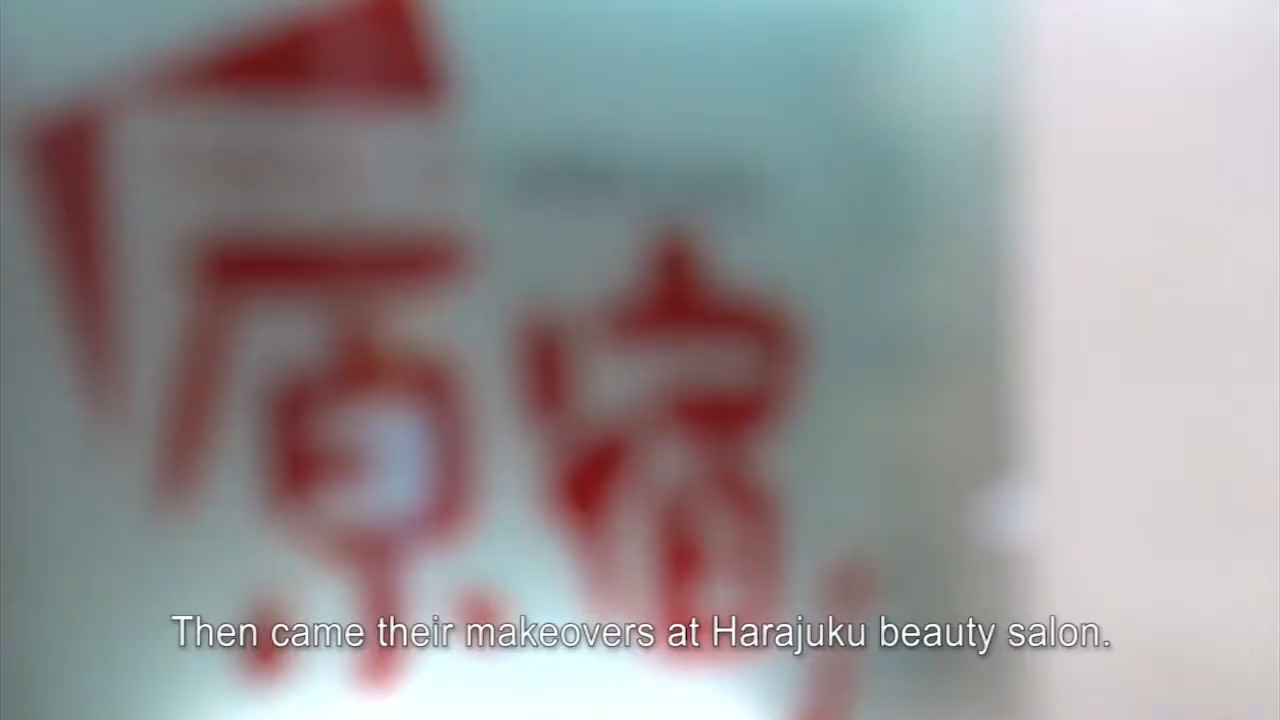 原宿
Then came their makeovers at Harajuku beauty salon.